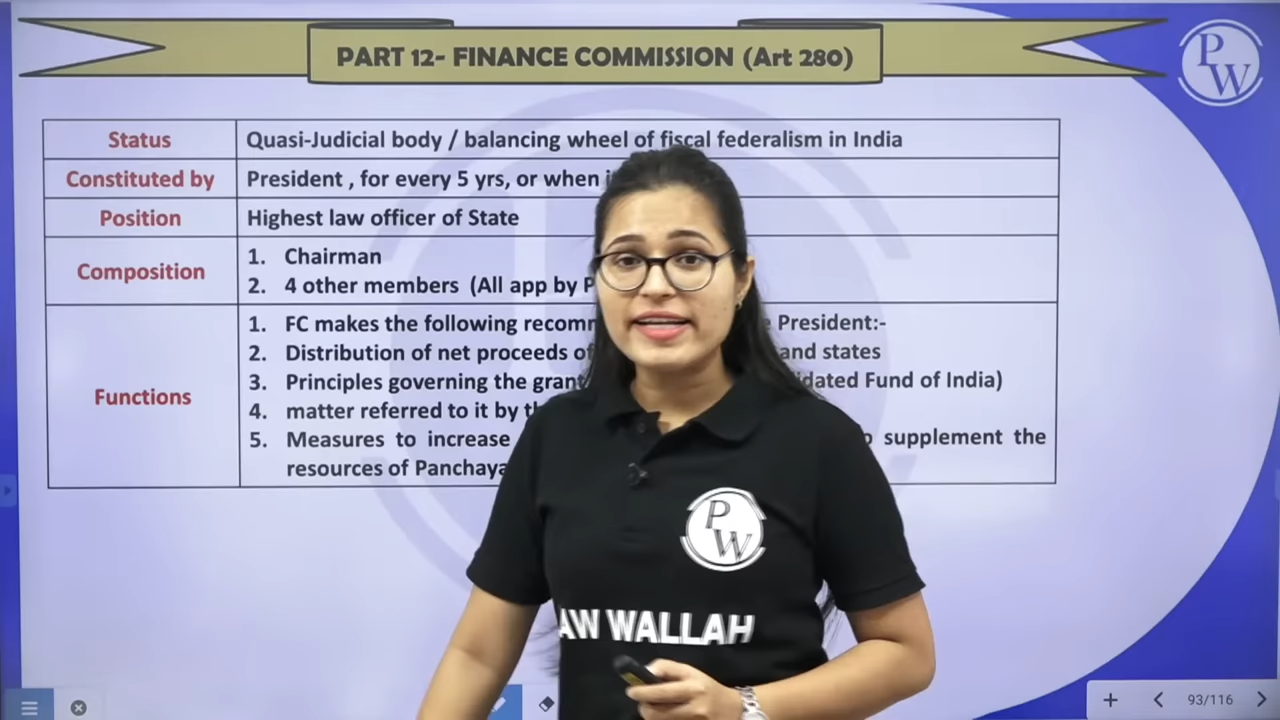 PART 12- FINANCE COMMISSION (Art 280)
P
W
Status
Quasi-Judicial body / balancing wheel of fiscal federalism in India
Constituted by
President , for every 5 yrs, or when
Position
Highest law officer of State
Composition
1. Chairman
2. 4 other members (All app by
Functions
1. FC makes the following President:-
2. Distribution of net proceeds of and states
3. Principles governing the Fund of India)
4. matter referred to it by
5. Measures to increase supplement the
resources of
P
W
WALLAH
93/116